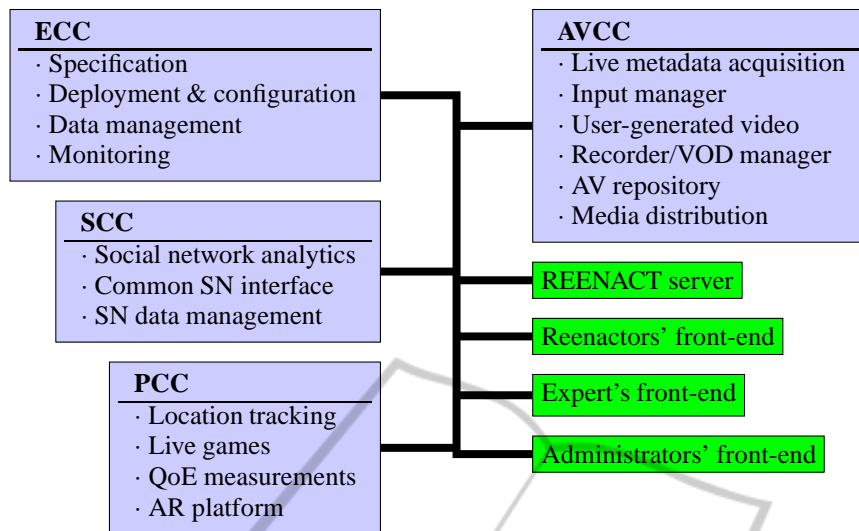 ECC
· Specification
· Deployment & configuration
· Data management
· Monitoring
SCC
· Social network analytics
· Common SN interface
· SN data management
PCC
· Location tracking
· Live games
· QoE measurements
· AR platform
AVCC
· Live metadata acquisition
· Input manager
· User-generated video
· Recorder/VOD manager
· AV repository
· Media distribution
REENACT server
Reenactors’ front-end
Expert’s front-end
Administrators’ front-end